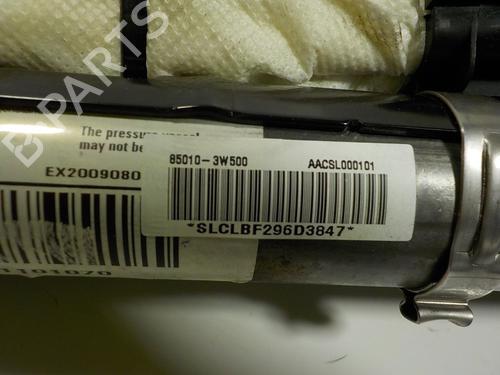 B PARTS
The pressure vessel
may not be
EX2009080
85010-3W500 AACSL000101
*SLCLBF296D3847*